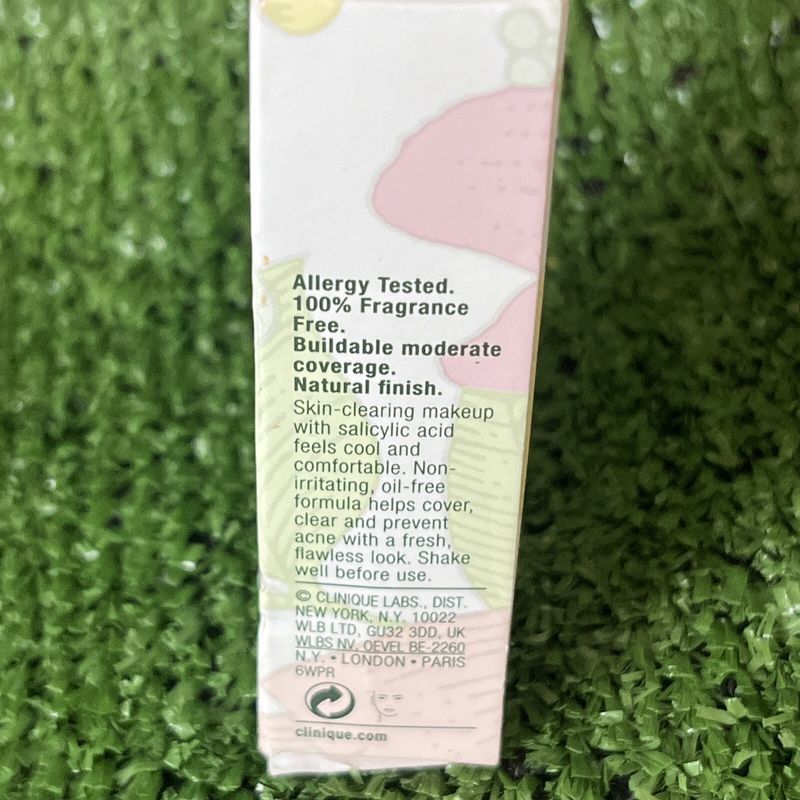 Allergy Tested.
100% Fragrance
Free.
Buildable moderate
coverage.
Natural finish.
Skin-clearing makeup
with salicylic acid
feels cool and
comfortable. Non-
irritating, oil-free
formula helps cover,
clear and prevent
acne with a fresh,
flawless look. Shake
well before use.
© CLINIQUE LABS., DIST.
NEW YORK, N.Y. 10022
WLB LTD, GU32 3DD, UK
WLBS NV. OEVEL BE-2260
N.Y. • LONDON • PARIS
6WPR
clinique.com